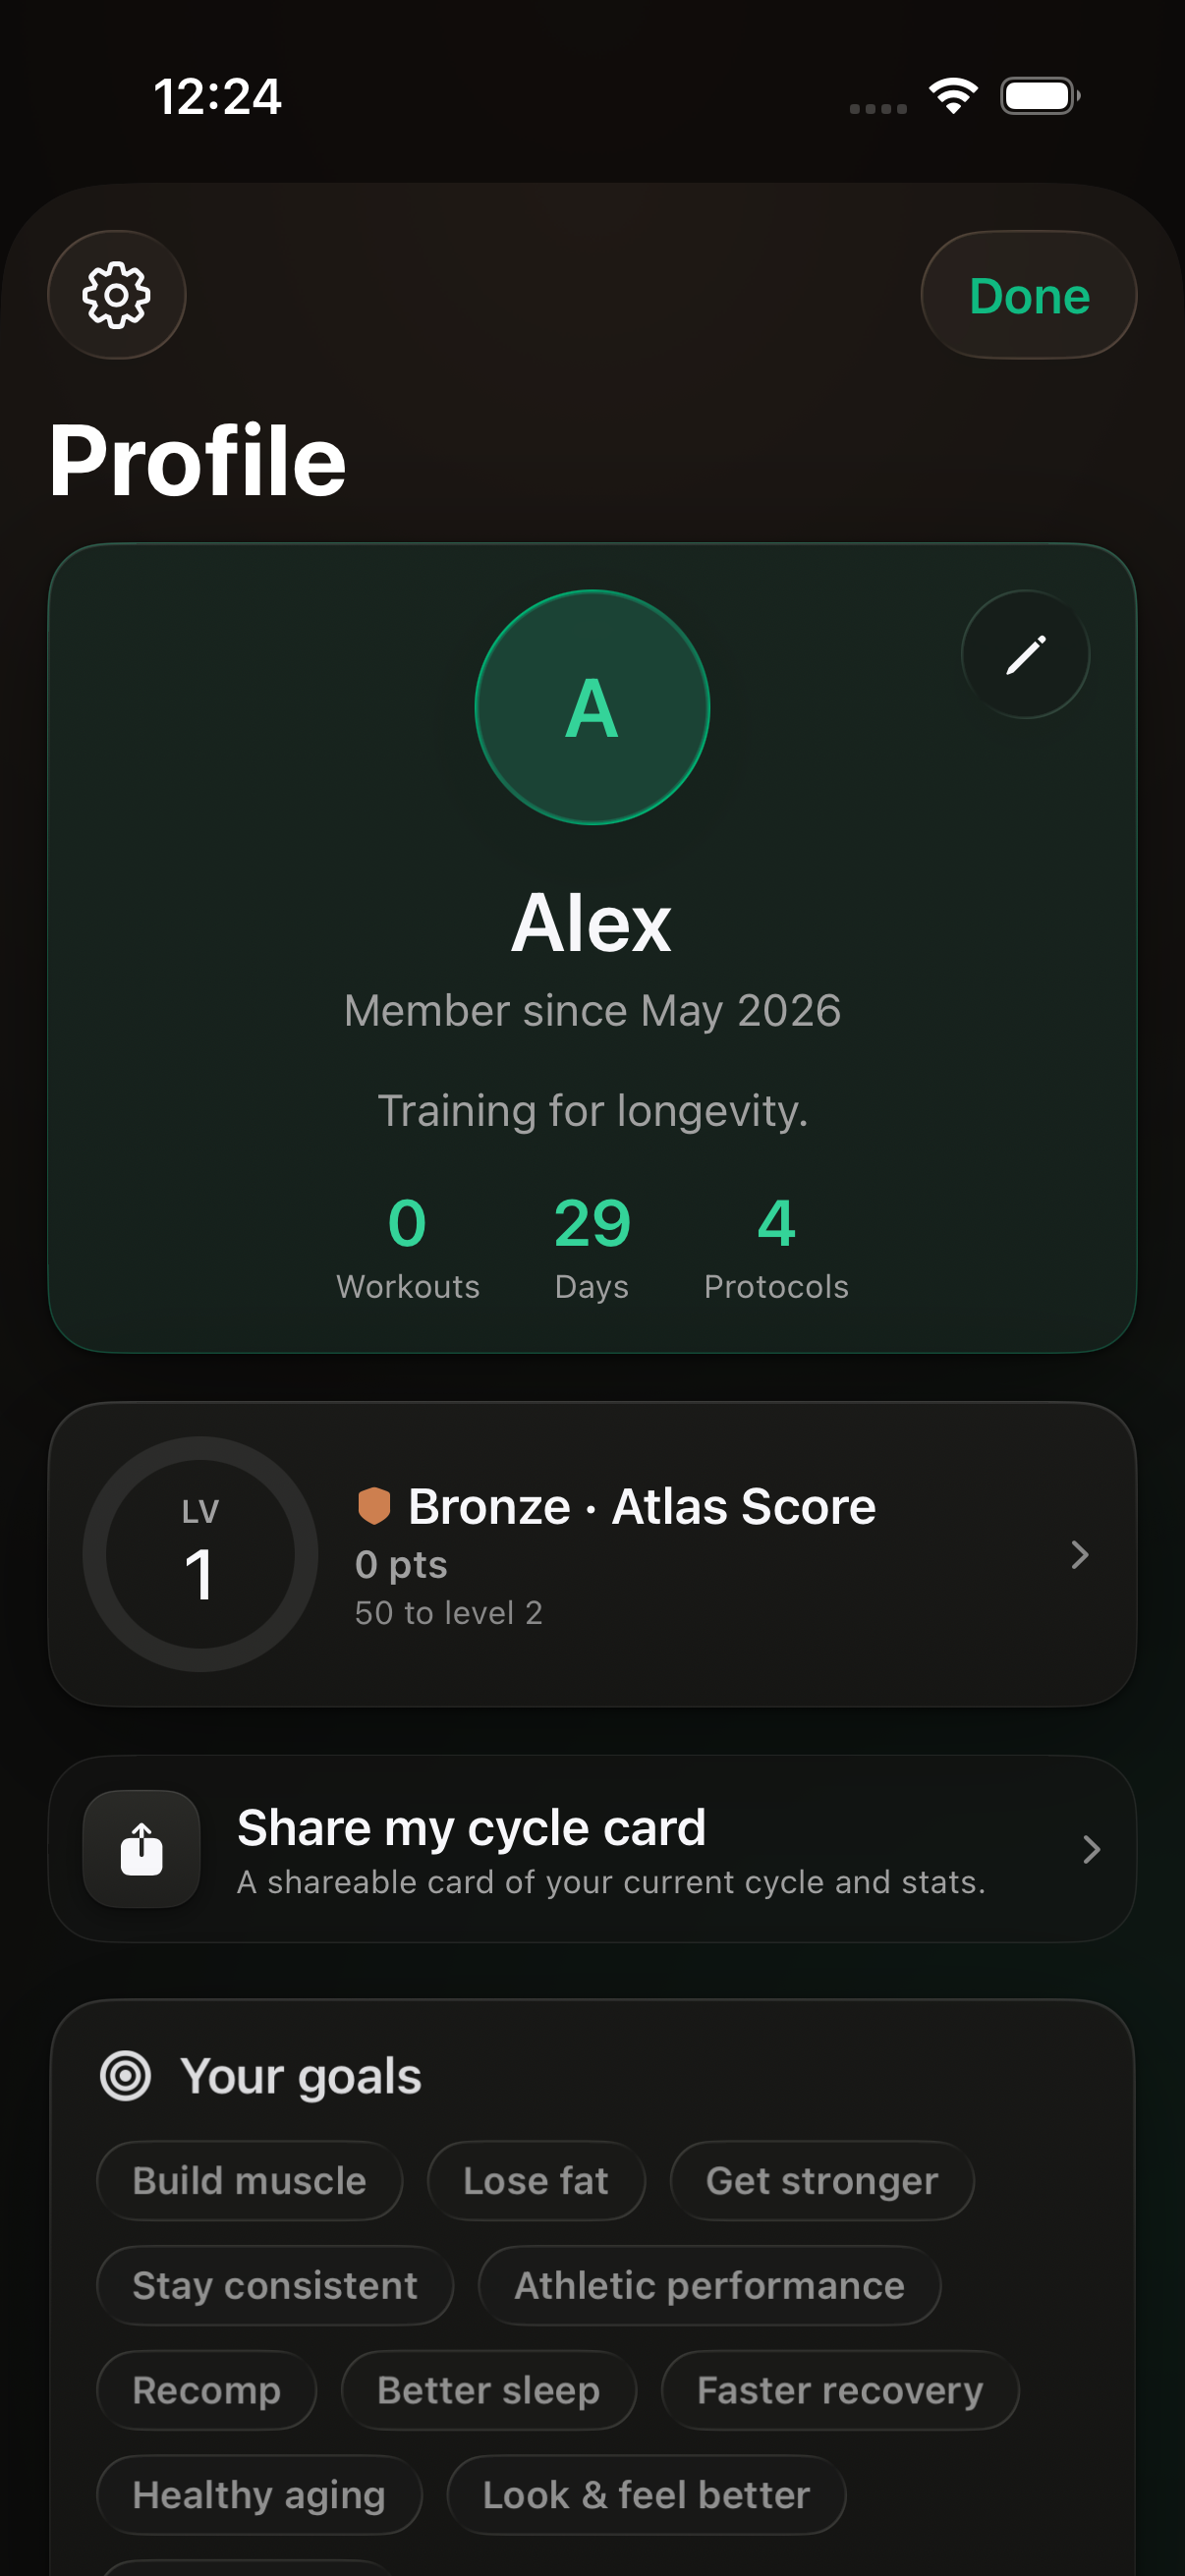 12:24
Done
Profile
A
Alex
Member since May 2026
Training for longevity.
0 29 4
Workouts Days Protocols
LV
1
Bronze · Atlas Score
0 pts
50 to level 2
Share my cycle card
A shareable card of your current cycle and stats.
Your goals
Build muscle Lose fat Get stronger
Stay consistent Athletic performance
Recomp Better sleep Faster recovery
Healthy aging Look & feel better